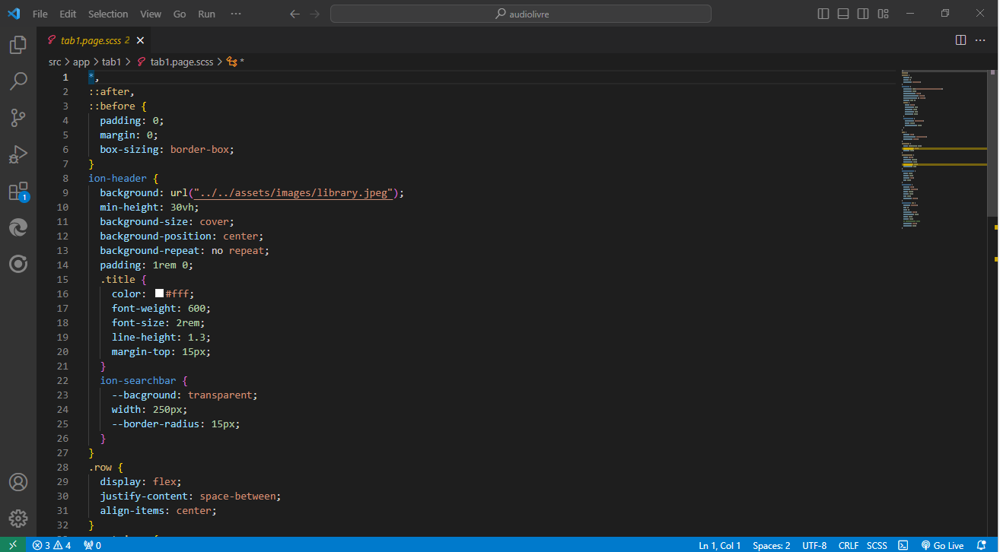 File Edit Selection View Go Run ··· audiolivre
tab1.page.scss 2
src > app > tab1 > tab1.page.scss > *
1 *,
2 ::after,
3 ::before {
4 padding: 0;
5 margin: 0;
6 box-sizing: border-box;
7 }
8 ion-header {
9 background: url("../../assets/images/library.jpeg");
10 min-height: 30vh;
11 background-size: cover;
12 background-position: center;
13 background-repeat: no repeat;
14 padding: 1rem 0;
15 .title {
16 color: #fff;
17 font-weight: 600;
18 font-size: 2rem;
19 line-height: 1.3;
20 margin-top: 15px;
21 }
22 ion-searchbar {
23 --bacground: transparent;
24 width: 250px;
25 --border-radius: 15px;
26 }
27 }
28 .row {
29 display: flex;
30 justify-content: space-between;
31 align-items: center;
32 }
1
3 4 0 Ln 1, Col 1 Spaces: 2 UTF-8 CRLF SCSS Go Live